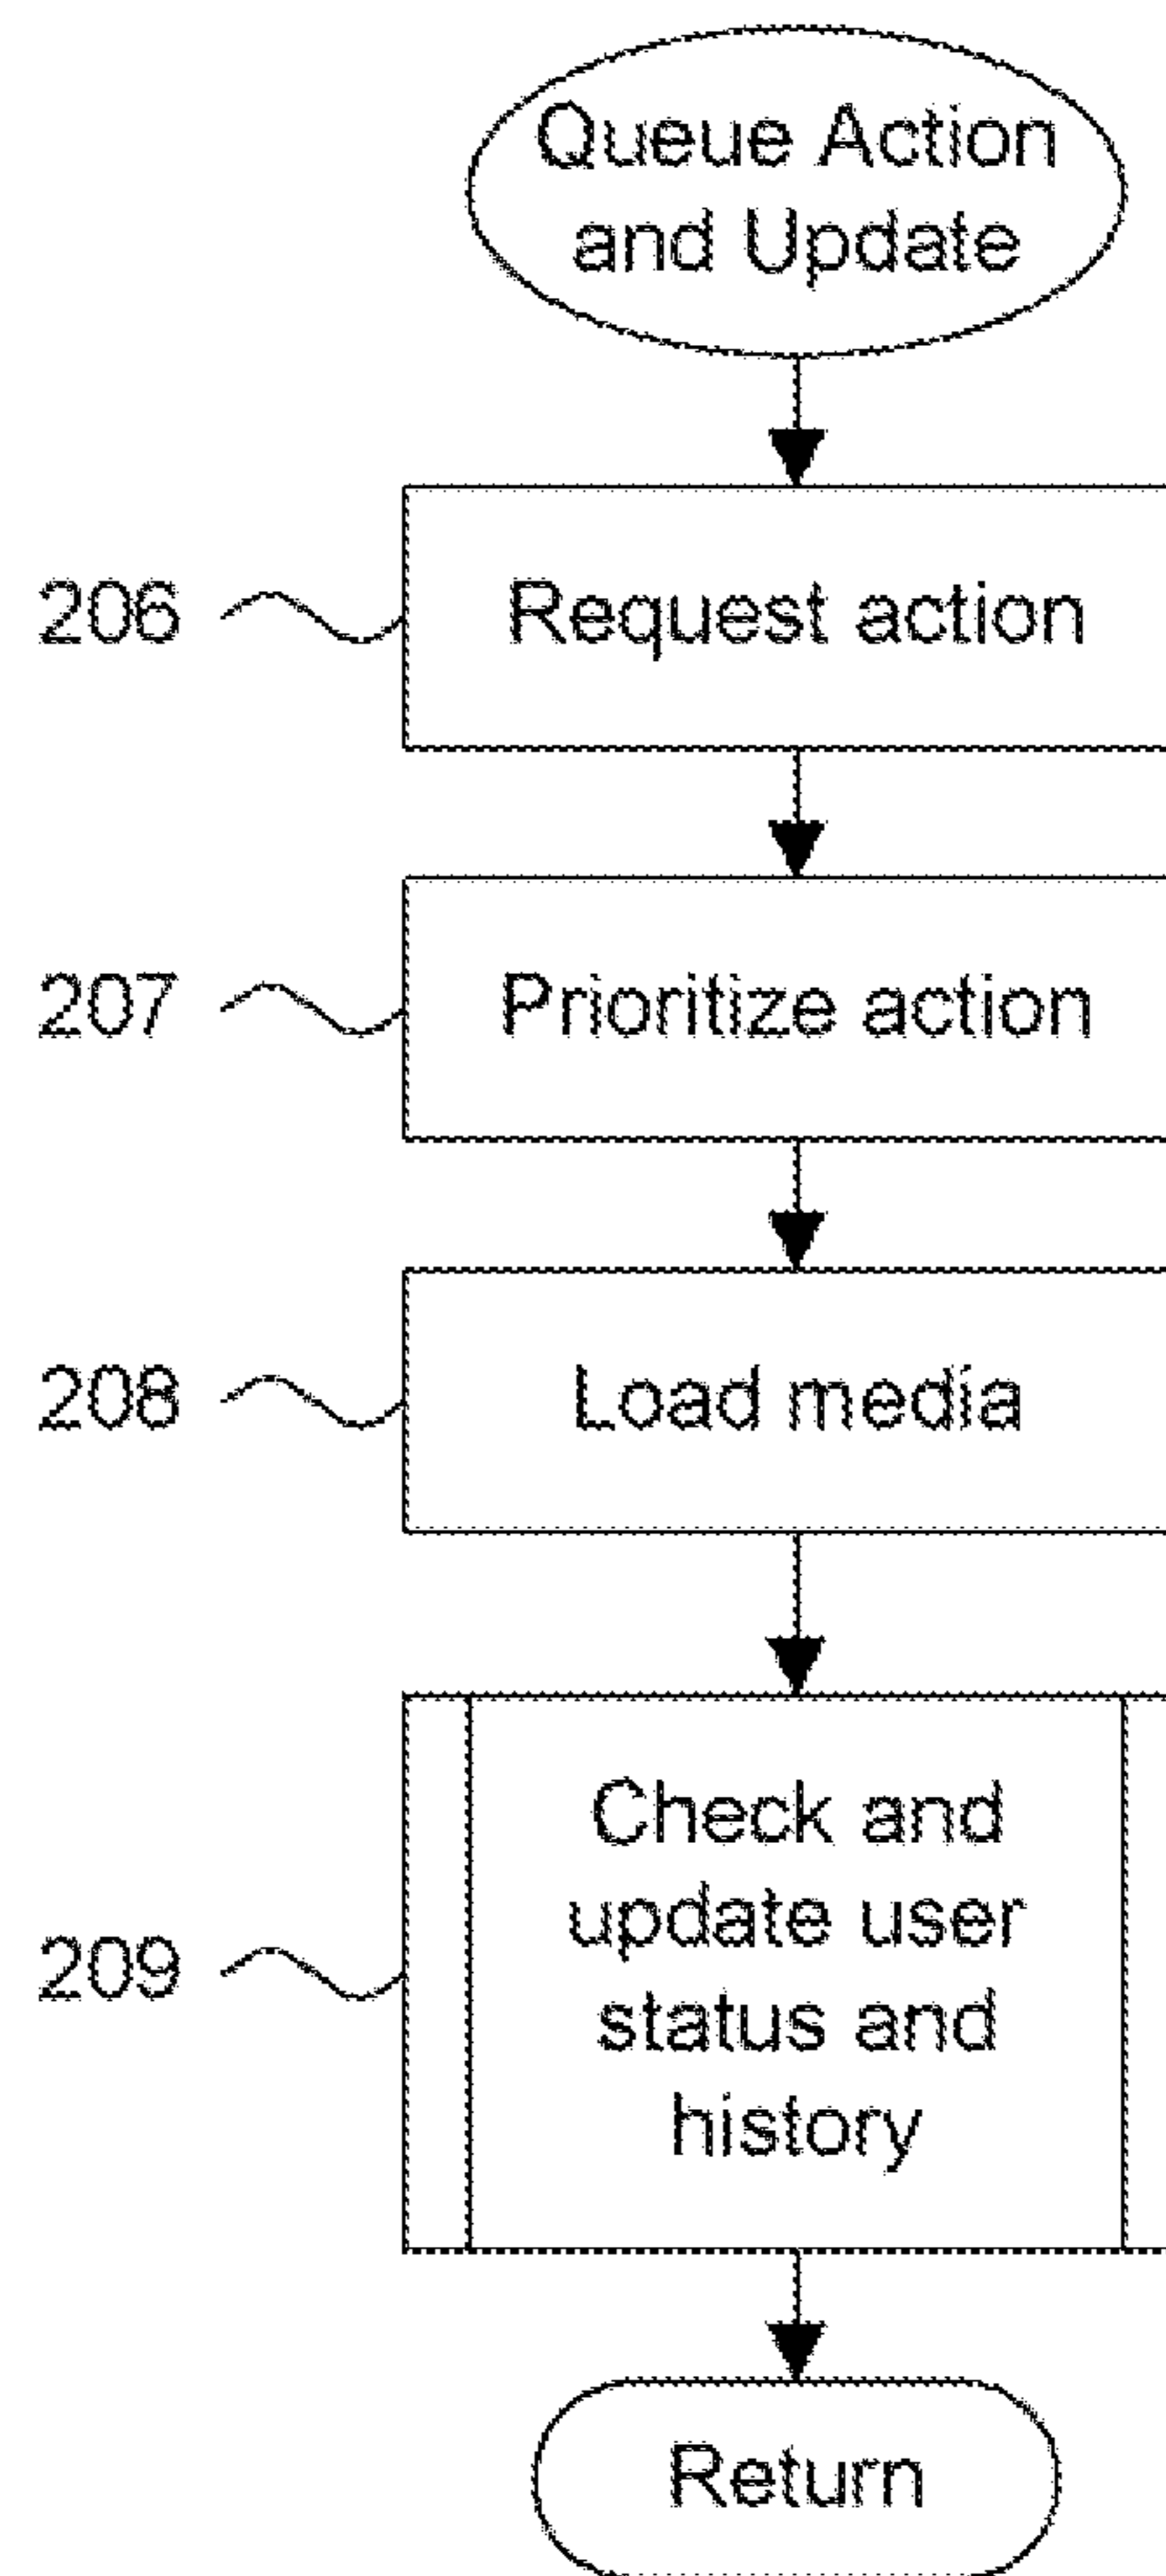 Queue Action
and Update
206
Request action
207
Prioritize action
208
Load media
209
Check and
update user
status and
history
Return